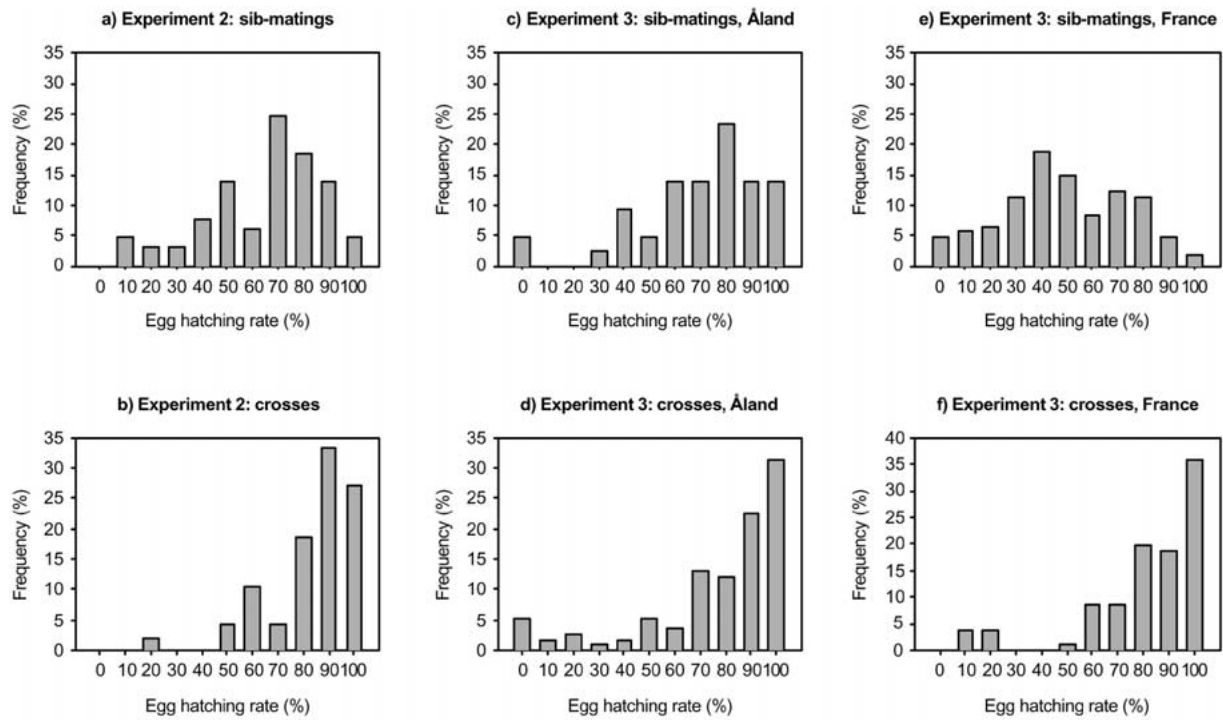 a) Experiment 2: sib-matings
35
30
25
20
15
10
5
0
Frequency (%)
0 10 20 30 40 50 60 70 80 90 100
Egg hatching rate (%)
c) Experiment 3: sib-matings, Åland
35
30
25
20
15
10
5
0
Frequency (%)
0 10 20 30 40 50 60 70 80 90 100
Egg hatching rate (%)
e) Experiment 3: sib-matings, France
35
30
25
20
15
10
5
0
Frequency (%)
0 10 20 30 40 50 60 70 80 90 100
Egg hatching rate (%)
b) Experiment 2: crosses
35
30
25
20
15
10
5
0
Frequency (%)
0 10 20 30 40 50 60 70 80 90 100
Egg hatching rate (%)
d) Experiment 3: crosses, Åland
35
30
25
20
15
10
5
0
Frequency (%)
0 10 20 30 40 50 60 70 80 90 100
Egg hatching rate (%)
f) Experiment 3: crosses, France
40
35
30
25
20
15
10
5
0
Frequency (%)
0 10 20 30 40 50 60 70 80 90 100
Egg hatching rate (%)